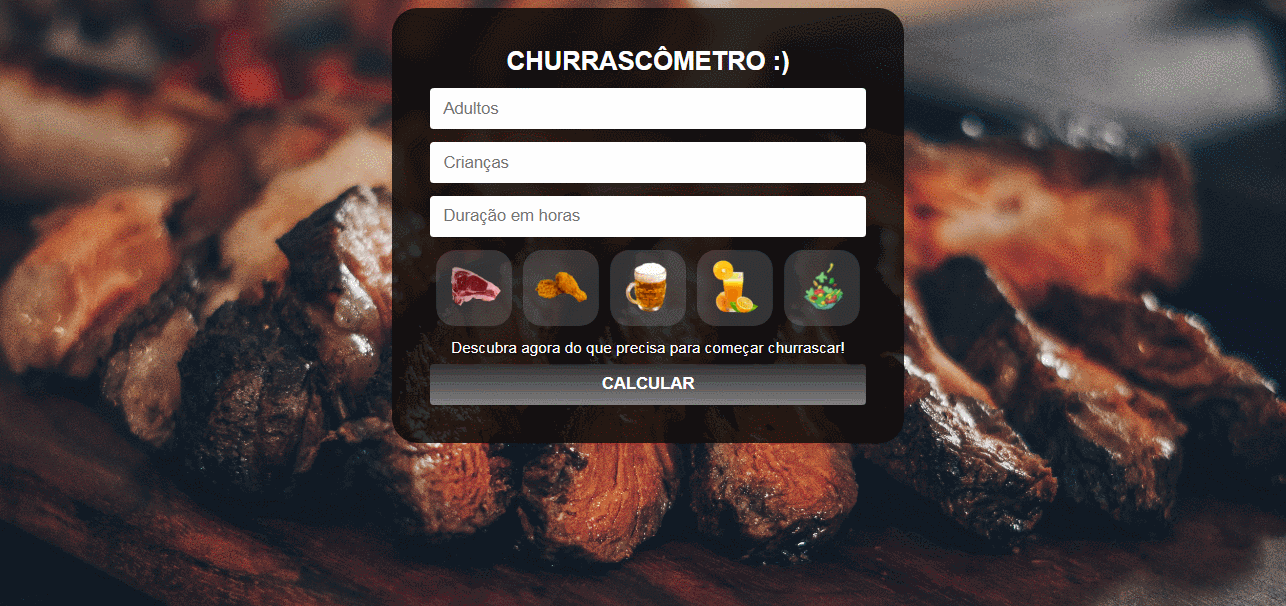 CHURRASCÔMETRO :)
Adultos
Crianças
Duração em horas
Descubra agora do que precisa para começar churrascar!
CALCULAR